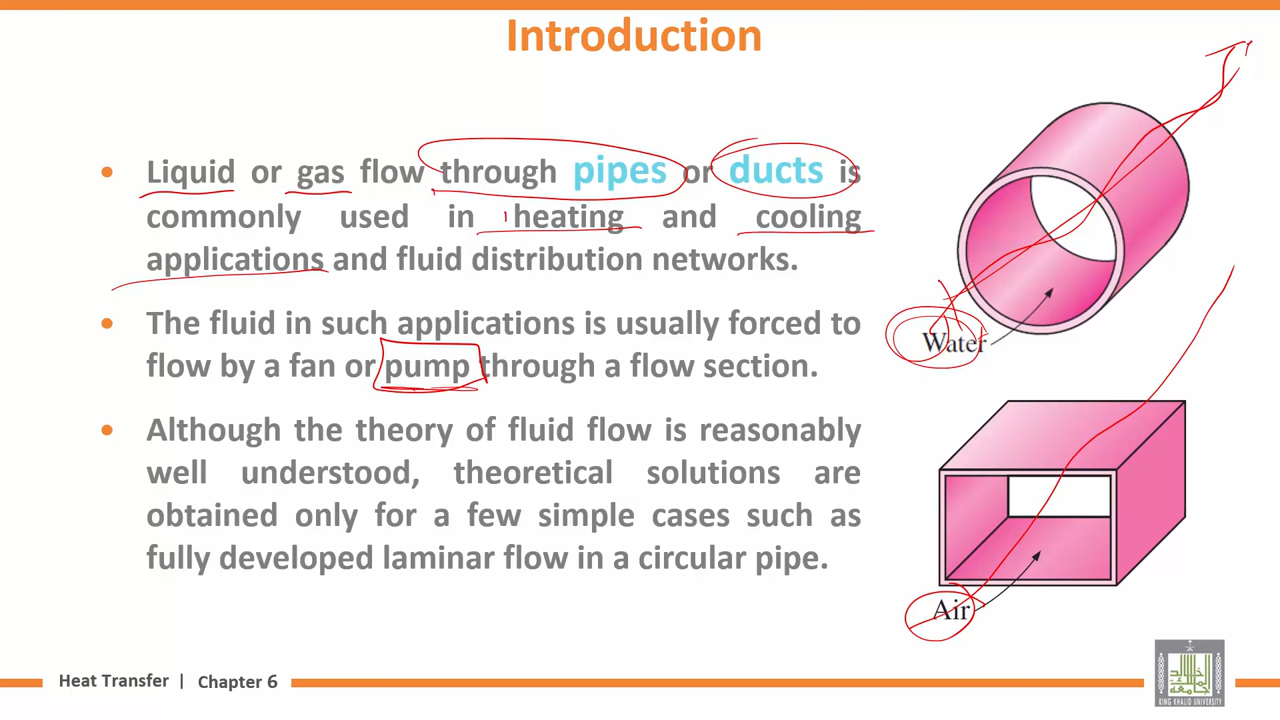 Introduction
• Liquid or gas flow through pipes or ducts is
commonly used in heating and cooling
applications and fluid distribution networks.
• The fluid in such applications is usually forced to
flow by a fan or pump through a flow section.
• Although the theory of fluid flow is reasonably
well understood, theoretical solutions are
obtained only for a few simple cases such as
fully developed laminar flow in a circular pipe.
Water
Air
Heat Transfer | Chapter 6
KING KHALID UNIVERSITY